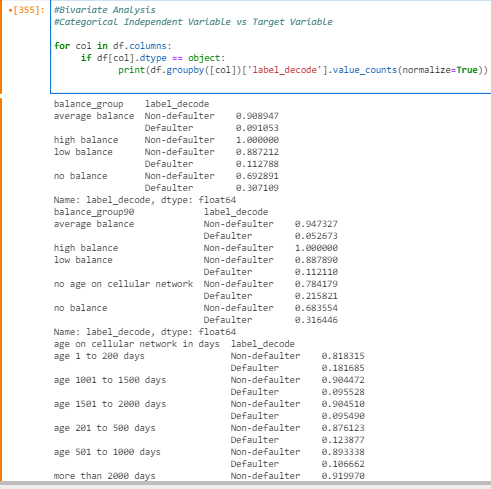 [355]: #Bivariate Analysis
#Categorical Independent Variable vs Target Variable
for col in df.columns:
if df[col].dtype == object:
print(df.groupby([col])['label_decode'].value_counts(normalize=True))
balance_group label_decode
average balance Non-defaulter 0.908947
Defaulter 0.091053
high balance Non-defaulter 1.000000
low balance Non-defaulter 0.887212
Defaulter 0.112788
no balance Non-defaulter 0.692891
Defaulter 0.307109
Name: label_decode, dtype: float64
balance_group90 label_decode
average balance Non-defaulter 0.947327
Defaulter 0.052673
high balance Non-defaulter 1.000000
low balance Non-defaulter 0.887890
Defaulter 0.112110
no age on cellular network Non-defaulter 0.784179
Defaulter 0.215821
no balance Non-defaulter 0.683554
Defaulter 0.316446
Name: label_decode, dtype: float64
age on cellular network in days label_decode
age 1 to 200 days Non-defaulter 0.818315
Defaulter 0.181685
age 1001 to 1500 days Non-defaulter 0.904472
Defaulter 0.095528
age 1501 to 2000 days Non-defaulter 0.904510
Defaulter 0.095490
age 201 to 500 days Non-defaulter 0.876123
Defaulter 0.123877
age 501 to 1000 days Non-defaulter 0.893338
Defaulter 0.106662
more than 2000 days Non-defaulter 0.919970